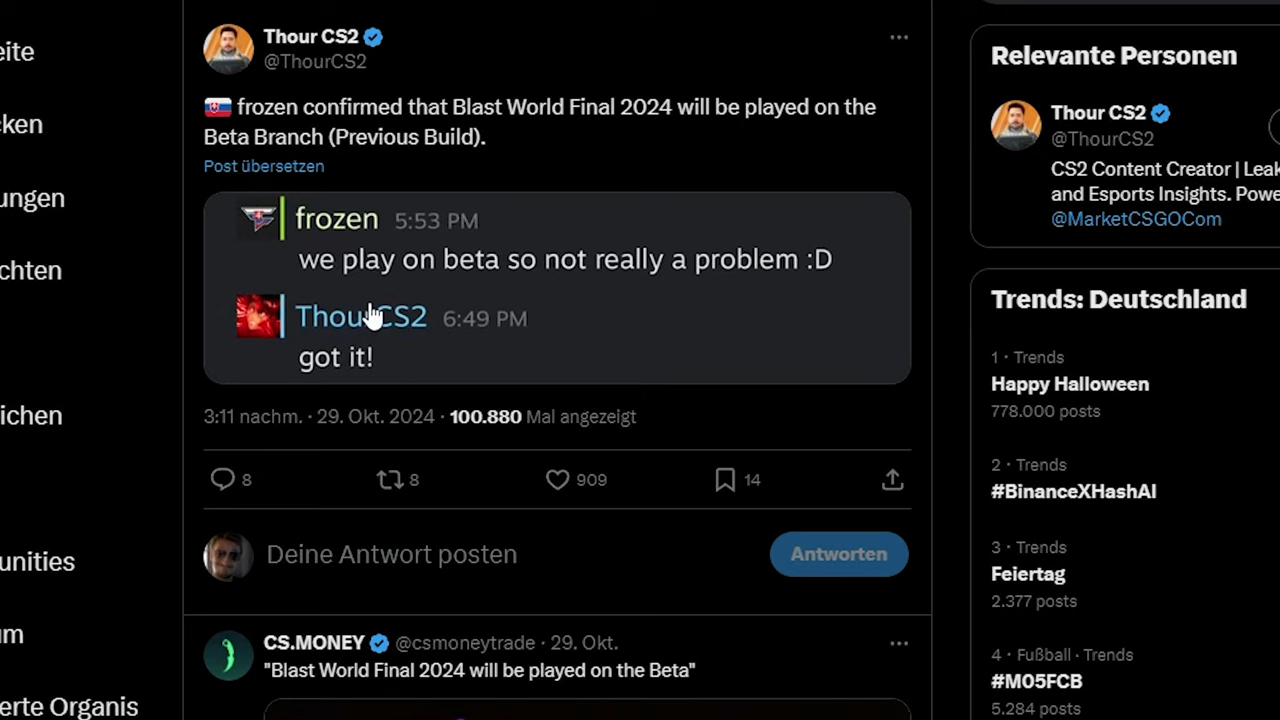 eite
cken
ungen
chten
eichen
unities
um
erte Organis
Thour CS2
@ThourCS2
frozen confirmed that Blast World Final 2024 will be played on the
Beta Branch (Previous Build).
Post übersetzen
frozen 5:53 PM
we play on beta so not really a problem :D
ThourCS2 6:49 PM
got it!
3:11 nachm. · 29. Okt. 2024 · 100.880 Mal angezeigt
8 8 909 14
Deine Antwort posten
Antworten
CS.MONEY @csmoneytrade · 29. Okt.
"Blast World Final 2024 will be played on the Beta"
Relevante Personen
Thour CS2
@ThourCS2
CS2 Content Creator | Leak
and Esports Insights. Powe
@MarketCSGOCom
Trends: Deutschland
1 · Trends
Happy Halloween
778.000 posts
2 · Trends
#BinanceXHashAI
3 · Trends
Feiertag
2.377 posts
4 · Fußball · Trends
#M05FCB
5.284 posts